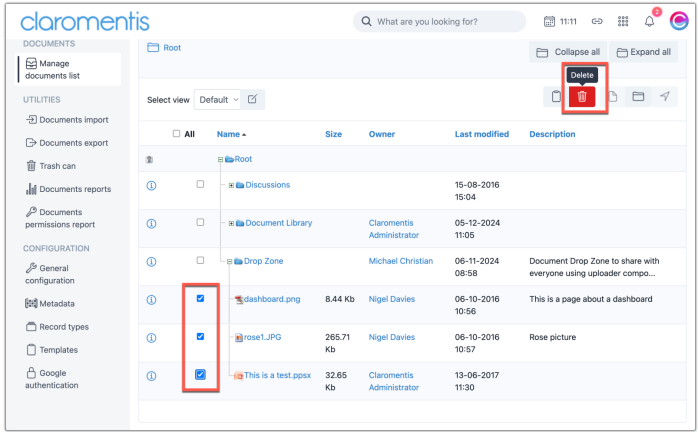 claromentis
What are you looking for?
11:11
2
DOCUMENTS
Manage
documents list
UTILITIES
Documents import
Documents export
Trash can
Documents reports
Documents
permissions report
CONFIGURATION
General
configuration
Metadata
Record types
Templates
Google
authentication
Root
Collapse all
Expand all
Delete
Select view
Default
All Name Size Owner Last modified Description
Root
Discussions 15-08-2016
15:04
Document Library Claromentis 05-12-2024
Administrator 11:05
Drop Zone Michael Christian 06-11-2024 Document Drop Zone to share with
08:58 everyone using uploader compo...
dashboard.png 8.44 Kb Nigel Davies 06-10-2016 This is a page about a dashboard
10:56
rose1.JPG 265.71 Nigel Davies 06-10-2016 Rose picture
Kb 10:57
This is a test.ppsx 32.65 Claromentis 13-06-2017
Kb Administrator 11:30